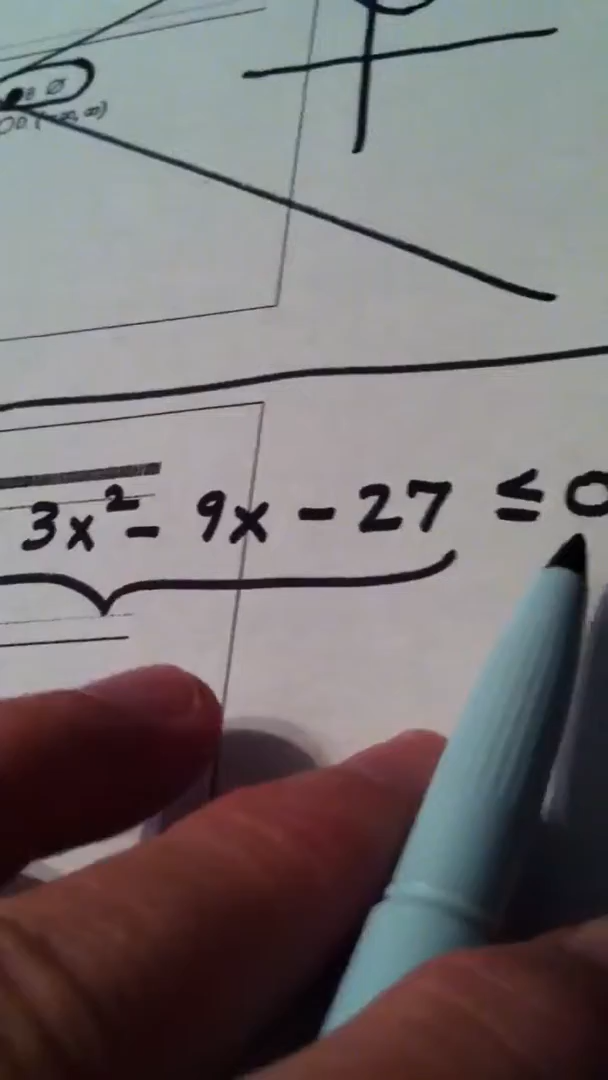 (-∞, ∞)
3x² - 9x - 27 ≤ 0